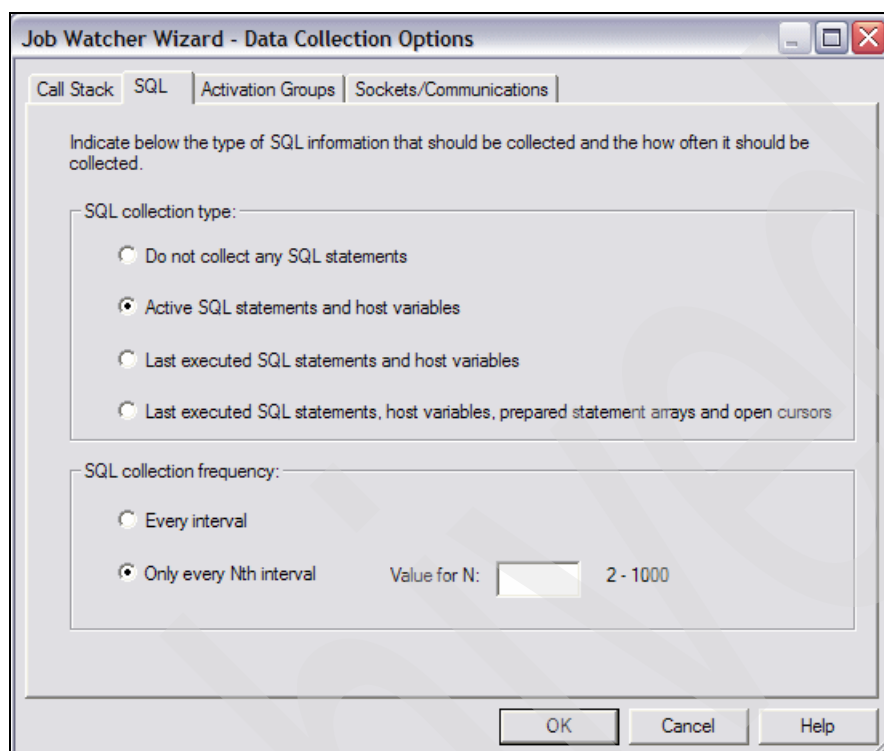 Job Watcher Wizard - Data Collection Options
Call Stack SQL Activation Groups Sockets/Communications
Indicate below the type of SQL information that should be collected and the how often it should be
collected.
SQL collection type:
Do not collect any SQL statements
Active SQL statements and host variables
Last executed SQL statements and host variables
Last executed SQL statements, host variables, prepared statement arrays and open cursors
SQL collection frequency:
Every interval
Only every Nth interval Value for N: 2 - 1000
OK Cancel Help